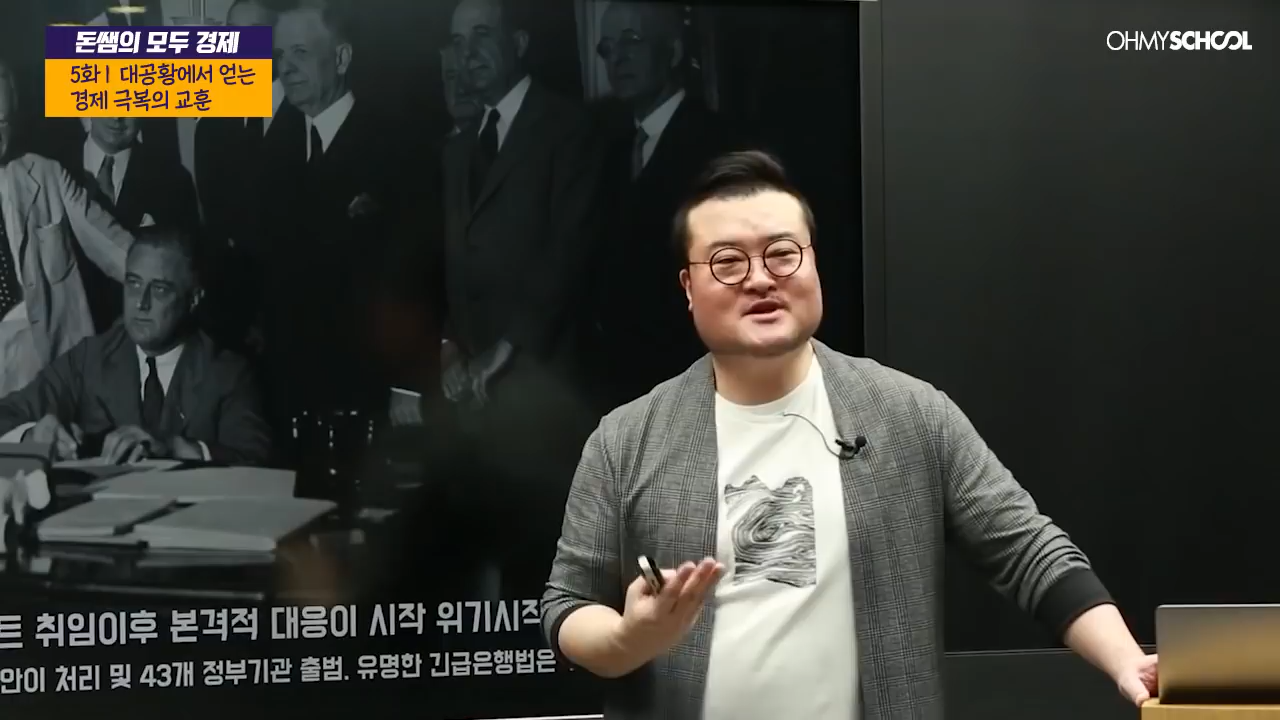 돈쌤의 모두 경제
5화ㅣ 대공황에서 얻는
경제 극복의 교훈
OHMYSCHOOL
취임이후 본격적 대응이 시작 위기시작
처리 및 43개 정부기관 출범. 유명한 긴급은행법은